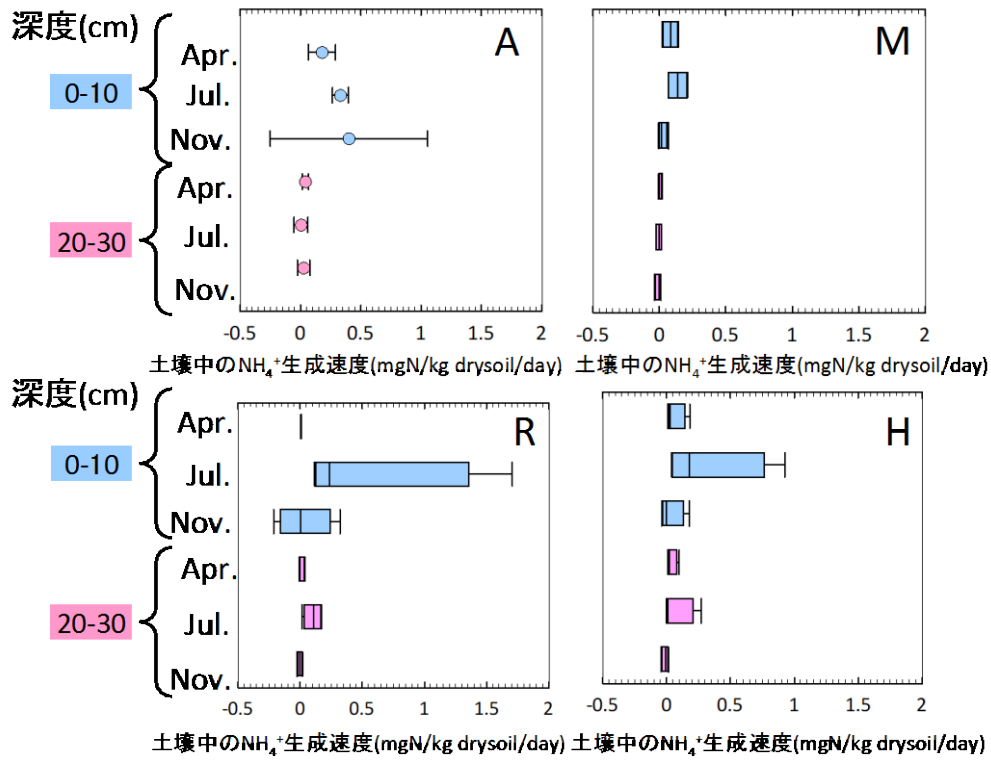 深度(cm)
0-10
Apr.
Jul.
Nov.
20-30
Apr.
Jul.
Nov.
A
-0.5 0 0.5 1 1.5 2
土壌中のNH₄⁺生成速度(mgN/kg drysoil/day)
M
-0.5 0 0.5 1 1.5 2
土壌中のNH₄⁺生成速度(mgN/kg drysoil/day)
深度(cm)
0-10
Apr.
Jul.
Nov.
20-30
Apr.
Jul.
Nov.
R
-0.5 0 0.5 1 1.5 2
土壌中のNH₄⁺生成速度(mgN/kg drysoil/day)
H
-0.5 0 0.5 1 1.5 2
土壌中のNH₄⁺生成速度(mgN/kg drysoil/day)